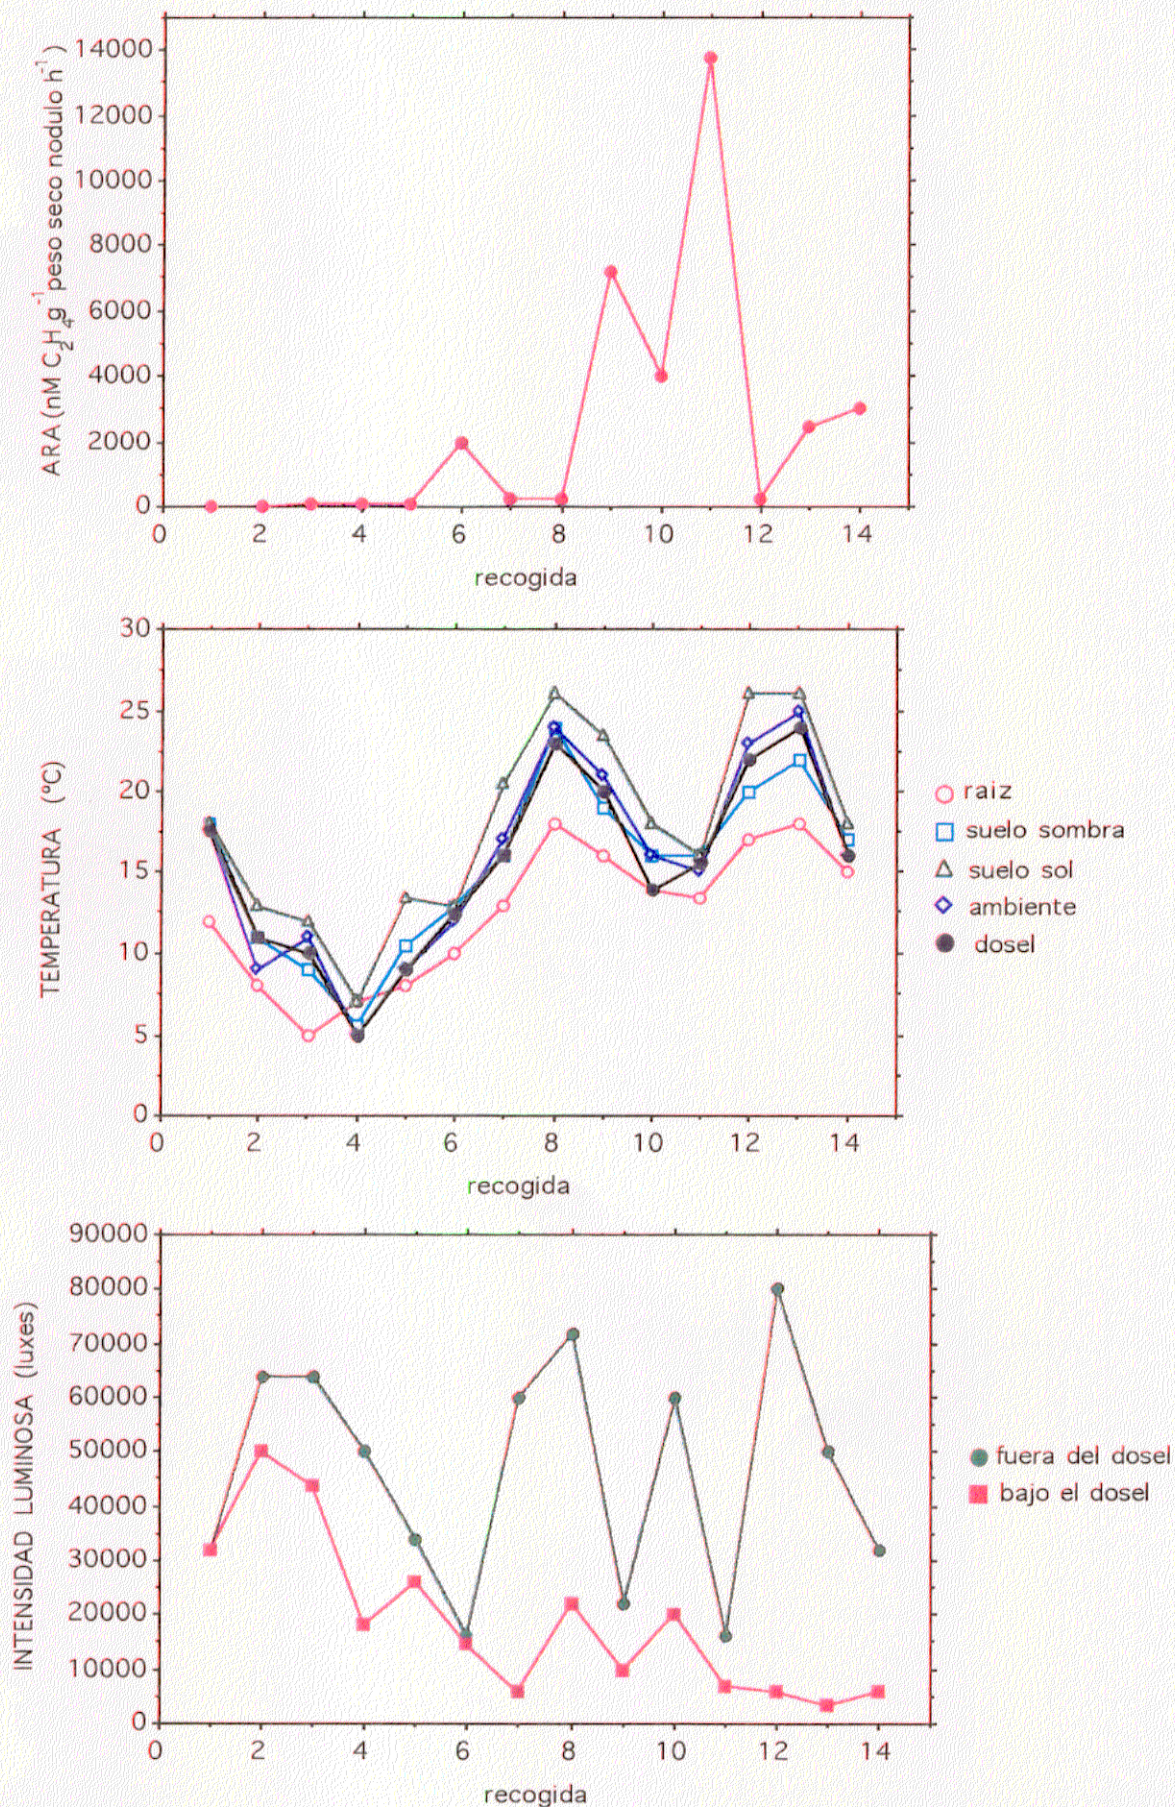 ARA (nM C2H4 g-1 peso seco nodulo h-1)
14000
12000
10000
8000
6000
4000
2000
0
0 2 4 6 8 10 12 14
recogida
TEMPERATURA (ºC)
30
25
20
15
10
5
0
0 2 4 6 8 10 12 14
recogida
raiz
suelo sombra
suelo sol
ambiente
dosel
INTENSIDAD LUMINOSA (luxes)
90000
80000
70000
60000
50000
40000
30000
20000
10000
0
0 2 4 6 8 10 12 14
recogida
fuera del dosel
bajo el dosel